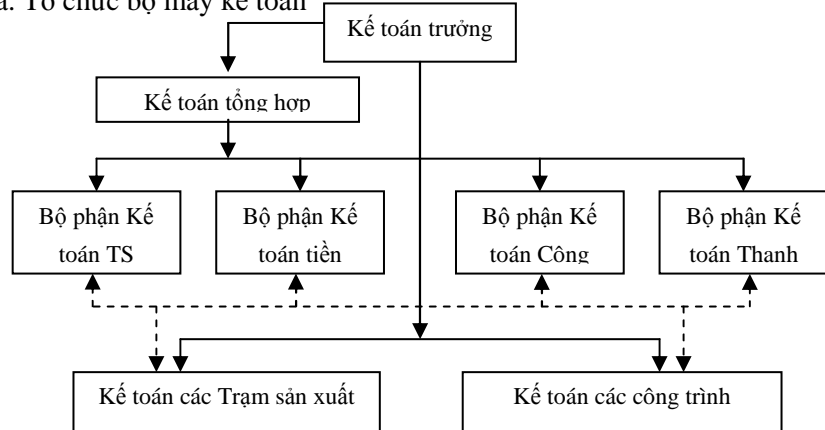 a. Tổ chức bộ máy kế toán
Kế toán trưởng
Kế toán tổng hợp
Bộ phận Kế
toán TS
Bộ phận Kế
toán tiền
Bộ phận Kế
toán Công
Bộ phận Kế
toán Thanh
Kế toán các Trạm sản xuất
Kế toán các công trình